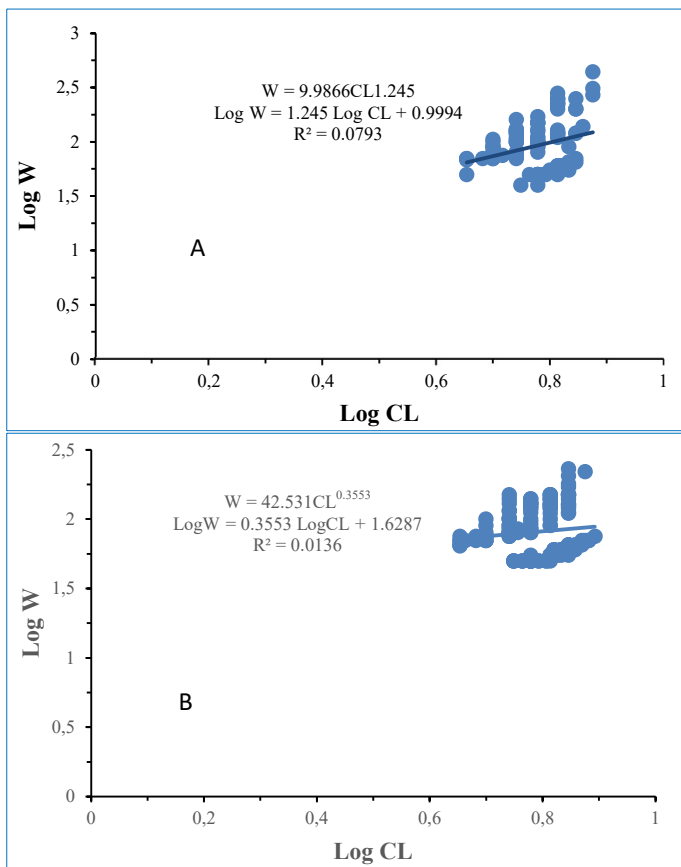 3
2,5
2
1,5
1
0,5
0
Log W
W = 9.9866CL1.245
Log W = 1.245 Log CL + 0.9994
R² = 0.0793
A
0 0,2 0,4 0,6 0,8 1
Log CL
2,5
2
1,5
1
0,5
0
Log W
W = 42.531CL^0.3553
LogW = 0.3553 LogCL + 1.6287
R² = 0.0136
B
0 0,2 0,4 0,6 0,8 1
Log CL